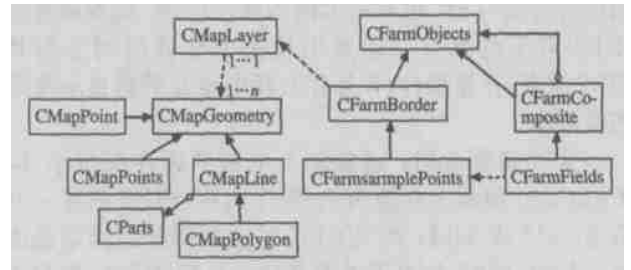 CMapLayer
CFarmObjects
1…1
1…n
CFarmBorder
CFarmCo-
mposite
CMapPoint
CMapGeometry
CMapPoints
CMapLine
CFarmsarmplePoints
CFarmFields
CParts
CMapPolygon